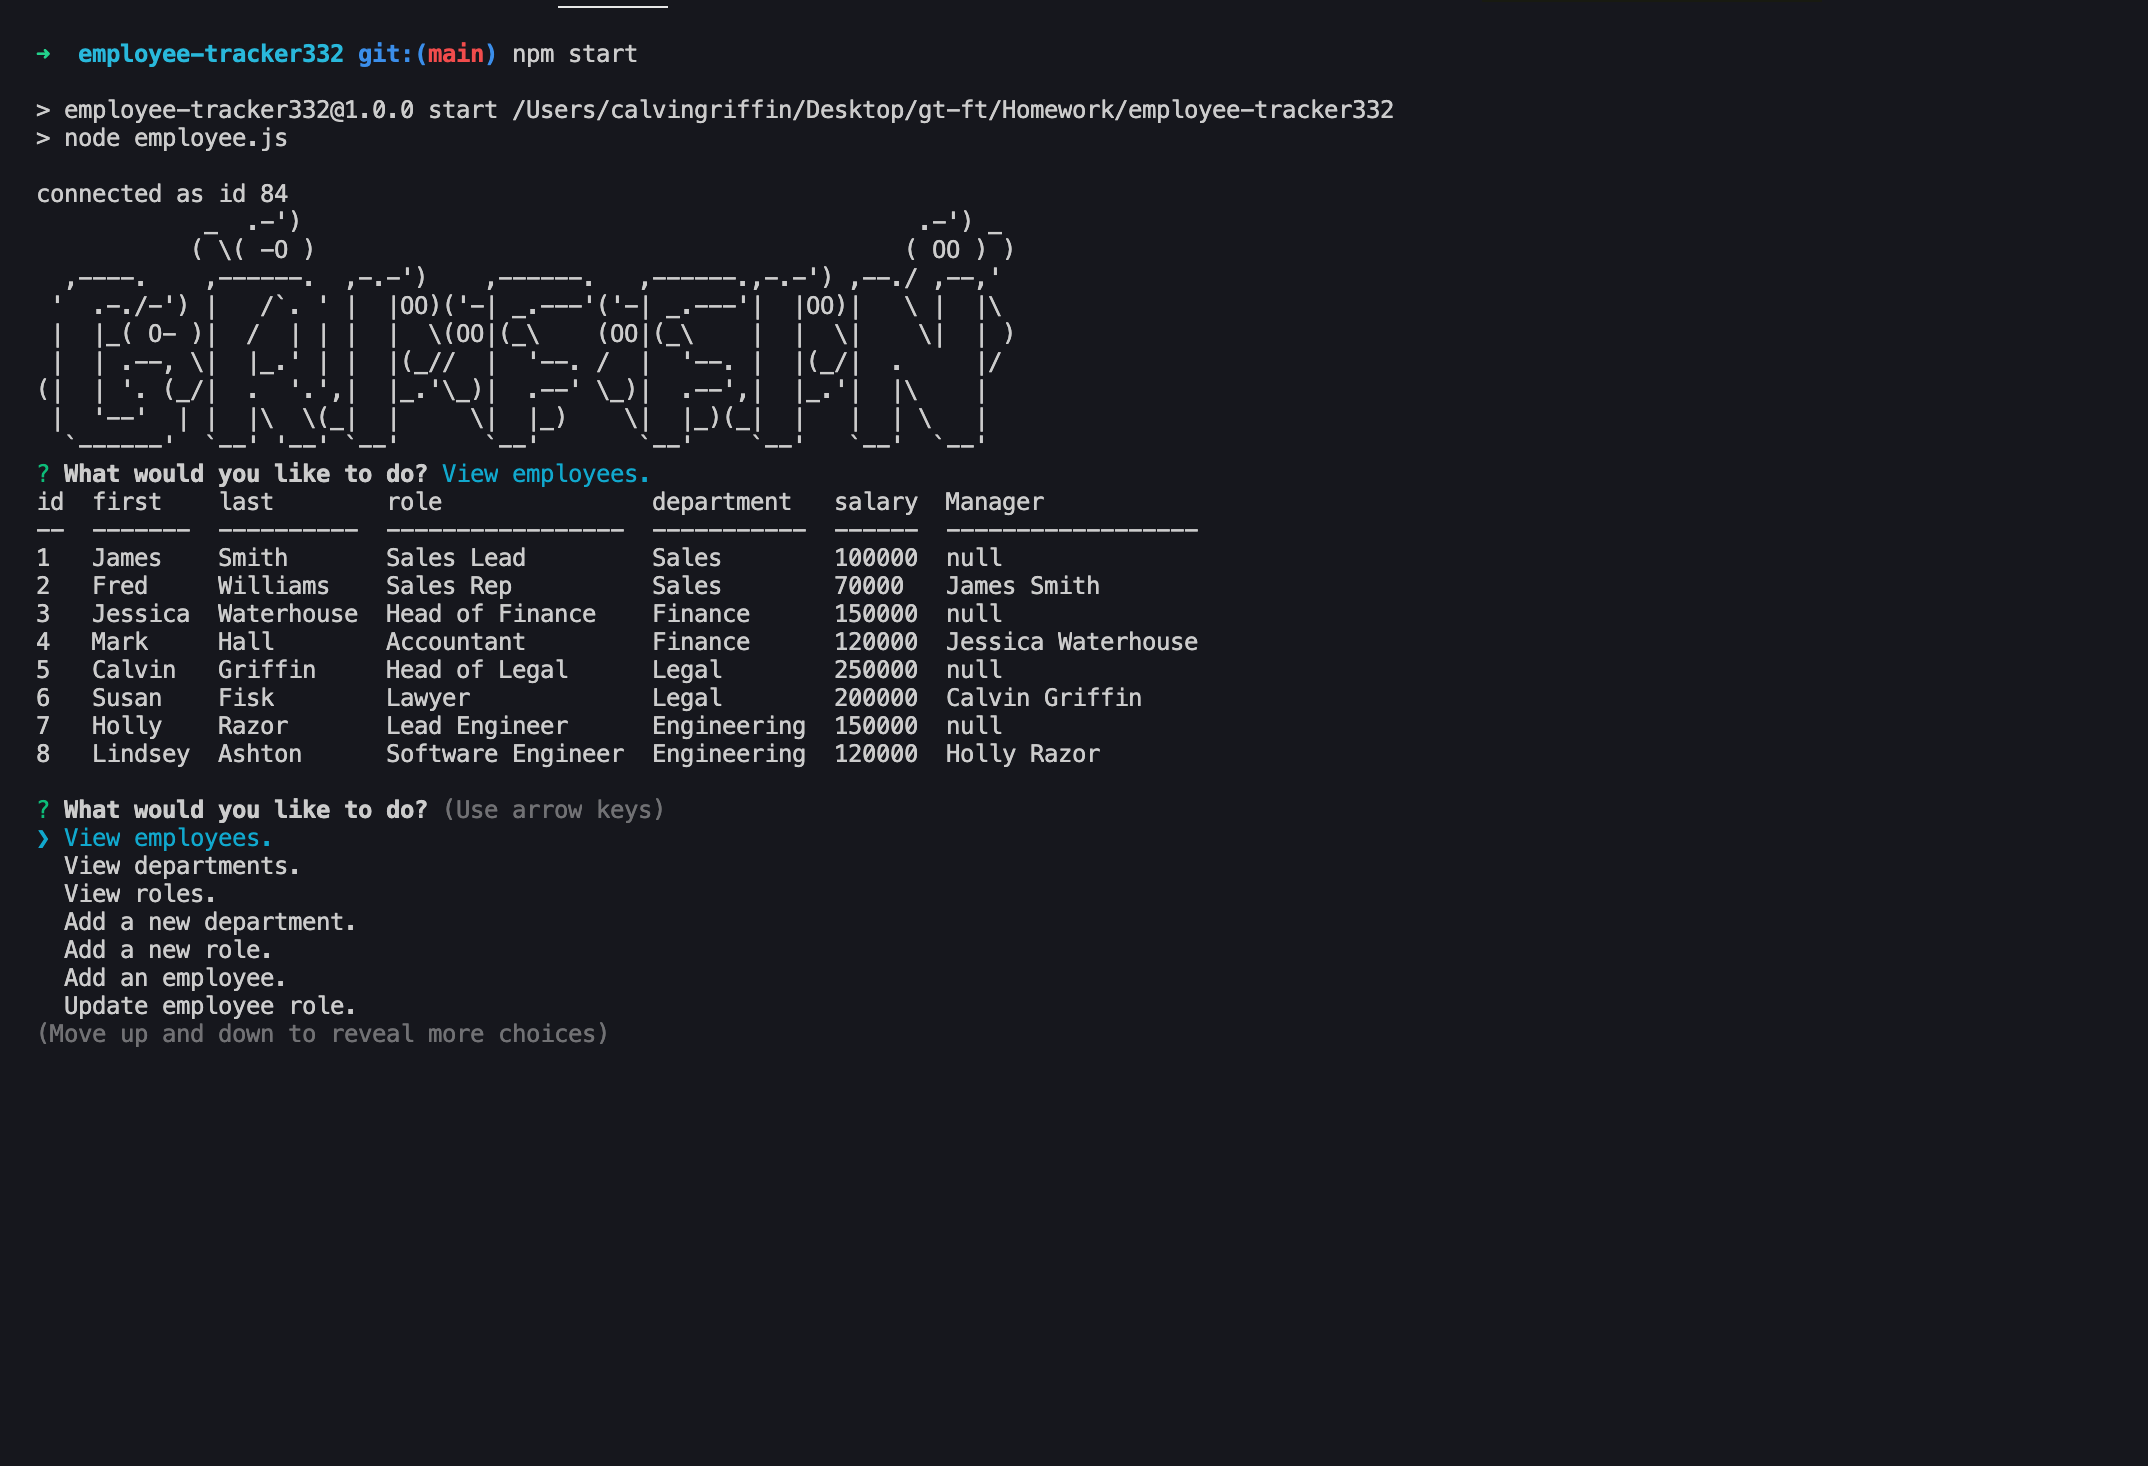 ➜  employee-tracker332 git:(main) npm start
> employee-tracker332@1.0.0 start /Users/calvingriffin/Desktop/gt-ft/Homework/employee-tracker332
> node employee.js
connected as id 84
            _  .-')                                            .-') _
           ( \( -O )                                          ( OO ) )
  ,----.    ,------.  ,-.-')    ,------.   ,------.,-.-') ,--./ ,--,'
 '  .-./-') |   /`. ' |  |OO)('-| _.---'('-| _.---'|  |OO)|   \ |  |\
 |  |_( O- )|  /  | | |  |  \(OO|(_\    (OO|(_\    |  |  \|    \|  | )
 |  | .--, \|  |_.' | |  |(_//  |  '--. /  |  '--. |  |(_/|  .     |/
(|  | '. (_/|  .  '.',|  |_.'\_)|  .--' \_)|  .--',|  |_.'|  |\    |
 |  '--'  | |  |\  \(_|  |     \|  |_)    \|  |_)(_|  |   |  | \   |
  `------'  `--' '--' `--'      `--'       `--'    `--'   `--'  `--'
? What would you like to do? View employees.
id  first    last        role               department   salary  Manager
--  -------  ----------  -----------------  -----------  ------  ------------------
1   James    Smith       Sales Lead         Sales        100000  null
2   Fred     Williams    Sales Rep          Sales        70000   James Smith
3   Jessica  Waterhouse  Head of Finance    Finance      150000  null
4   Mark     Hall        Accountant         Finance      120000  Jessica Waterhouse
5   Calvin   Griffin     Head of Legal      Legal        250000  null
6   Susan    Fisk        Lawyer             Legal        200000  Calvin Griffin
7   Holly    Razor       Lead Engineer      Engineering  150000  null
8   Lindsey  Ashton      Software Engineer  Engineering  120000  Holly Razor
? What would you like to do? (Use arrow keys)
❯ View employees.
  View departments.
  View roles.
  Add a new department.
  Add a new role.
  Add an employee.
  Update employee role.
(Move up and down to reveal more choices)